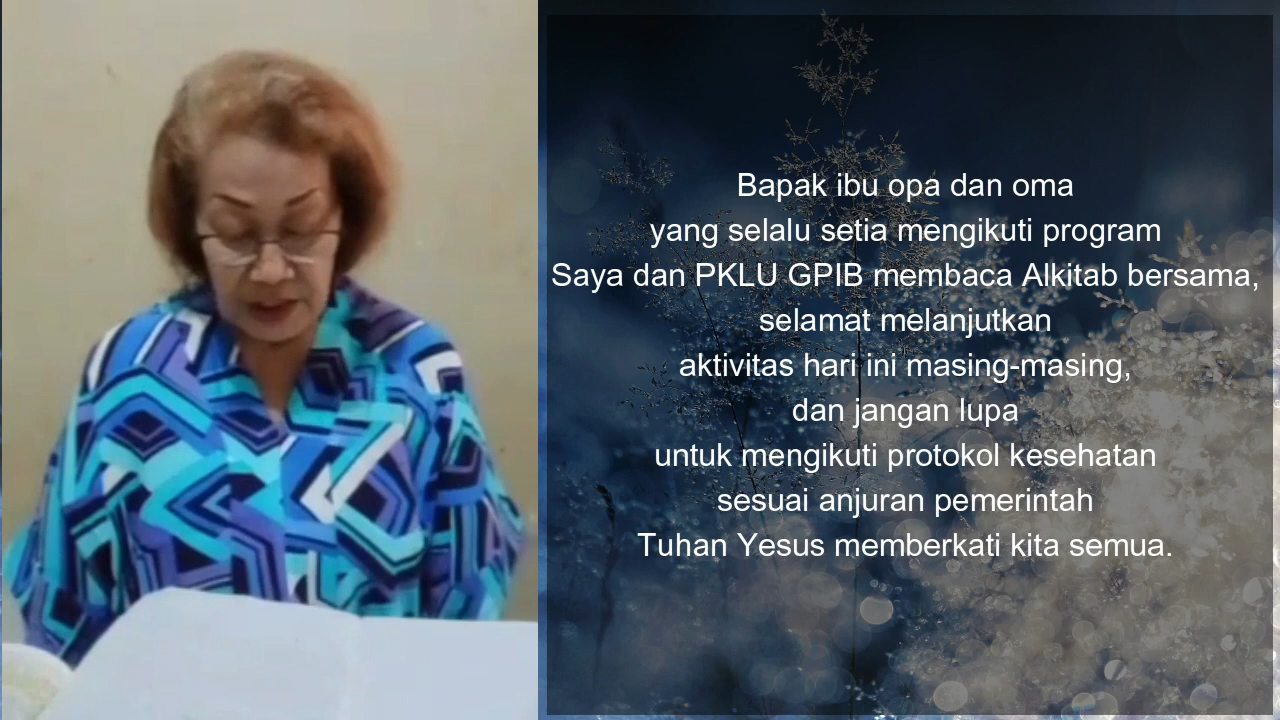 Bapak ibu opa dan oma
yang selalu setia mengikuti program
Saya dan PKLU GPIB membaca Alkitab bersama,
selamat melanjutkan
aktivitas hari ini masing-masing,
dan jangan lupa
untuk mengikuti protokol kesehatan
sesuai anjuran pemerintah
Tuhan Yesus memberkati kita semua.